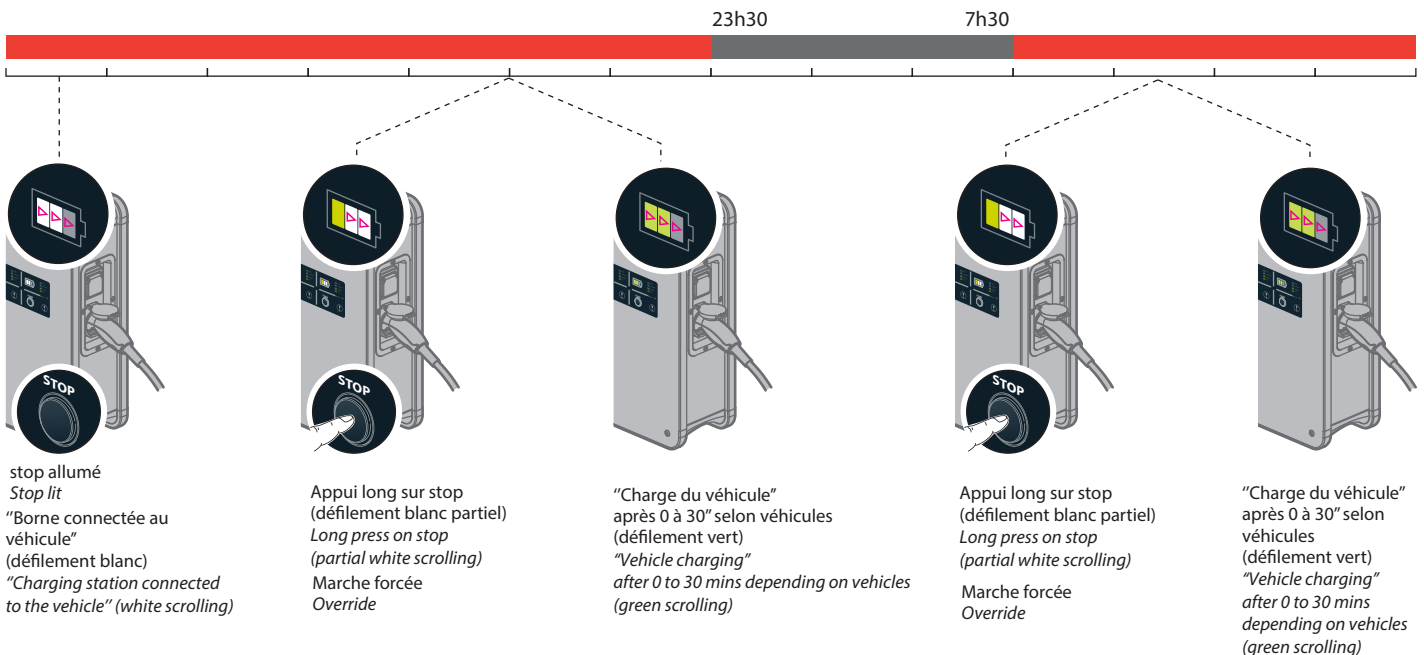 23h30 7h30
STOP
stop allumé
Stop lit
"Borne connectée au
véhicule"
(défilement blanc)
"Charging station connected
to the vehicle" (white scrolling)
STOP
Appui long sur stop
(défilement blanc partiel)
Long press on stop
(partial white scrolling)
Marche forcée
Override
"Charge du véhicule"
après 0 à 30" selon véhicules
(défilement vert)
"Vehicle charging"
after 0 to 30 mins depending on vehicles
(green scrolling)
STOP
Appui long sur stop
(défilement blanc partiel)
Long press on stop
(partial white scrolling)
Marche forcée
Override
"Charge du véhicule"
après 0 à 30" selon
véhicules
(défilement vert)
"Vehicle charging"
after 0 to 30 mins
depending on vehicles
(green scrolling)